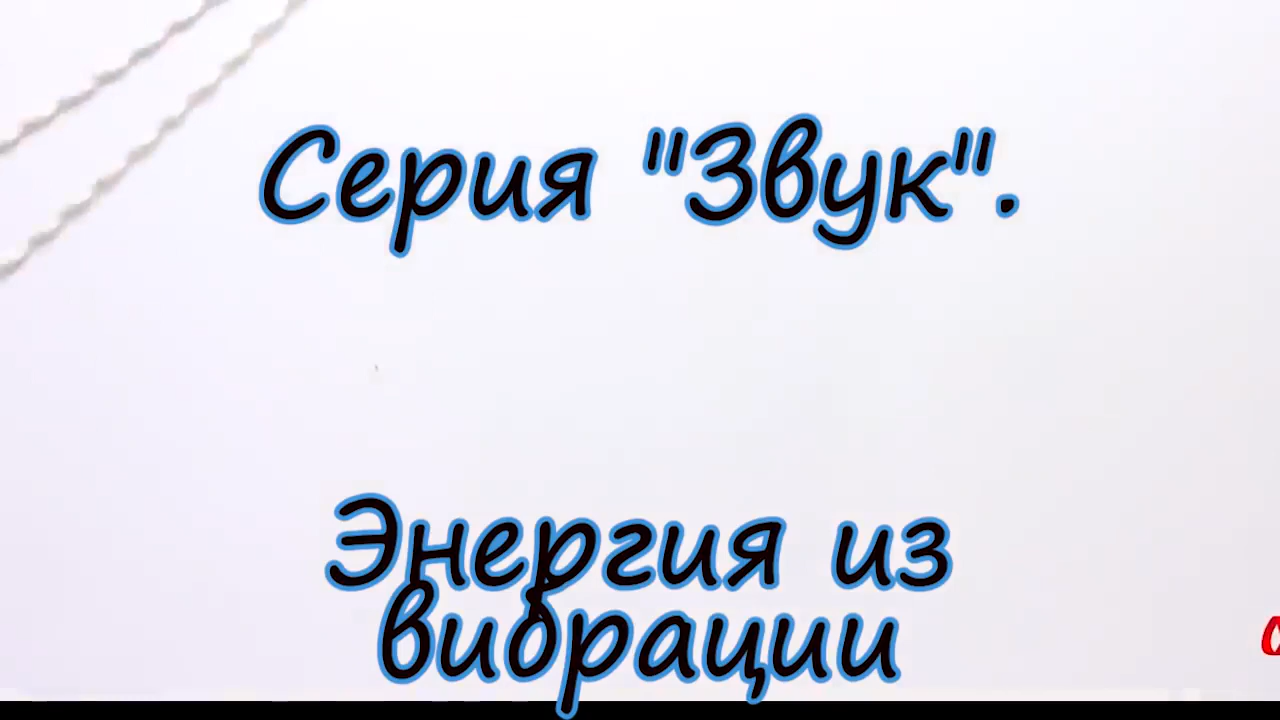 Серия "Звук".
Энергия из
вибрации